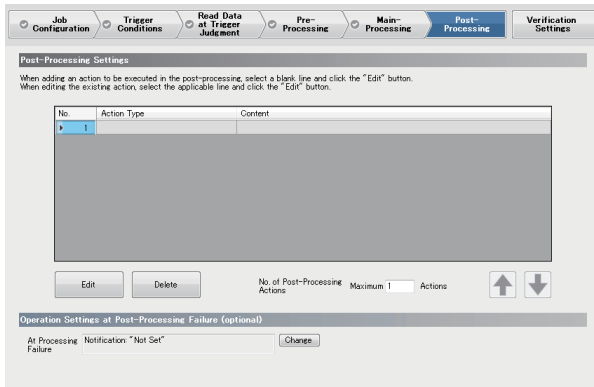 Job Configuration
Trigger Conditions
Read Data at Trigger Judgment
Pre-Processing
Main-Processing
Post-Processing
Verification Settings
Post-Processing Settings
When adding an action to be executed in the post-processing, select a blank line and click the "Edit" button.
When editing the existing action, select the applicable line and click the "Edit" button.
No. Action Type Content
1
Edit Delete No. of Post-Processing Actions Maximum 1 Actions
Operation Settings at Post-Processing Failure (optional)
At Processing Failure Notification: "Not Set" Change